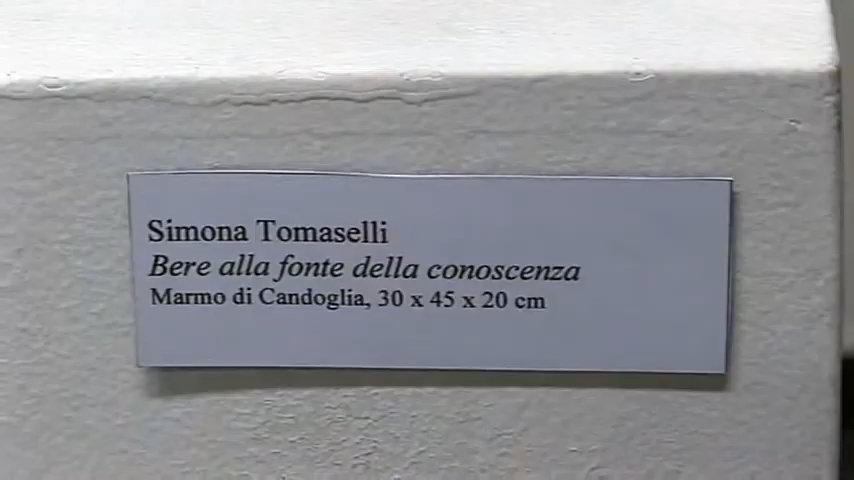 Simona Tomaselli
Bere alla fonte della conoscenza
Marmo di Candoglia, 30 x 45 x 20 cm